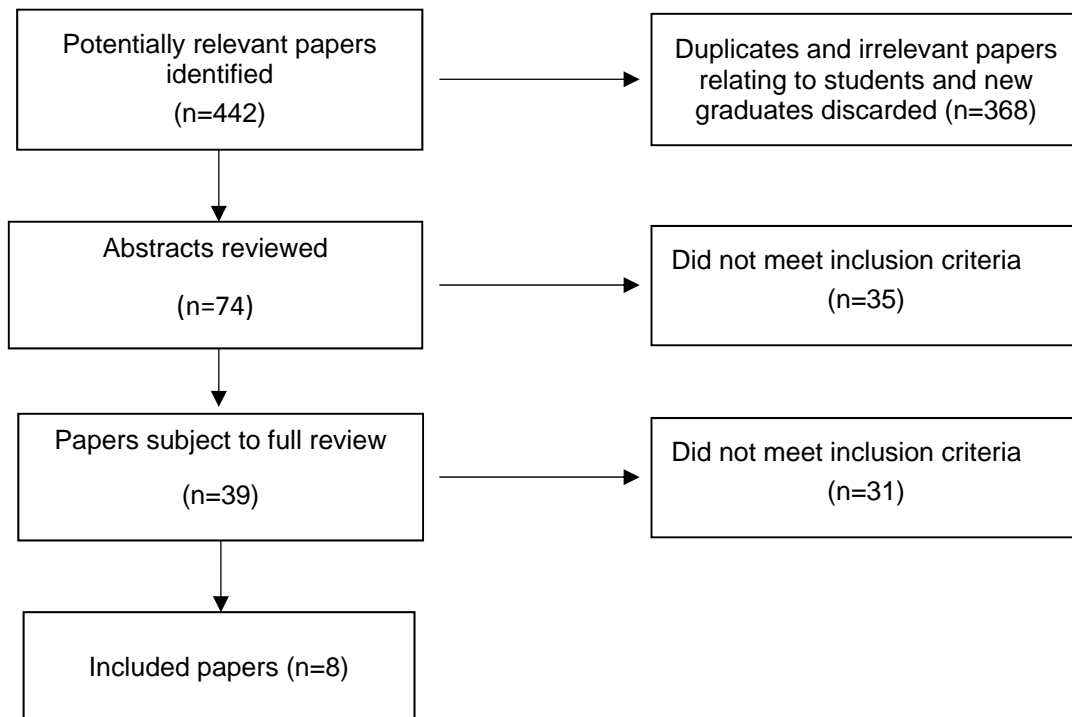 Potentially relevant papers
identified
(n=442)
Duplicates and irrelevant papers
relating to students and new
graduates discarded (n=368)
Abstracts reviewed
(n=74)
Did not meet inclusion criteria
(n=35)
Papers subject to full review
(n=39)
Did not meet inclusion criteria
(n=31)
Included papers (n=8)